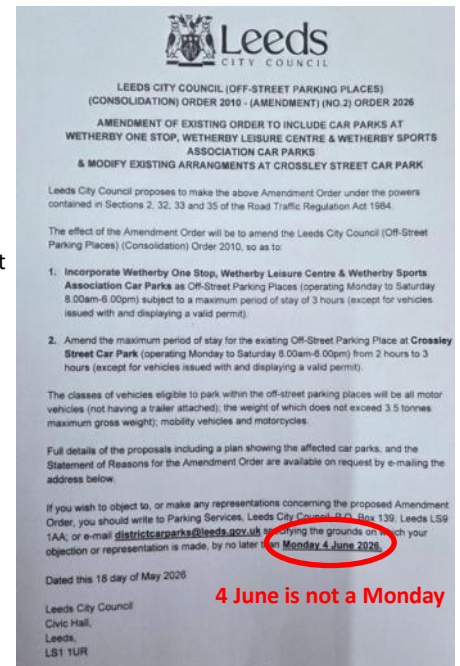 Leeds
CITY COUNCIL
LEEDS CITY COUNCIL (OFF-STREET PARKING PLACES)
(CONSOLIDATION) ORDER 2010 - (AMENDMENT) (NO.2) ORDER 2026
AMENDMENT OF EXISTING ORDER TO INCLUDE CAR PARKS AT
WETHERBY ONE STOP, WETHERBY LEISURE CENTRE & WETHERBY SPORTS
ASSOCIATION CAR PARKS
& MODIFY EXISTING ARRANGMENTS AT CROSSLEY STREET CAR PARK
Leeds City Council proposes to make the above Amendment Order under the powers
contained in Sections 2, 32, 33 and 35 of the Road Traffic Regulation Act 1984.
The effect of the Amendment Order will be to amend the Leeds City Council (Off-Street
Parking Places) (Consolidation) Order 2010, so as to:
t
1. Incorporate Wetherby One Stop, Wetherby Leisure Centre & Wetherby Sports
Association Car Parks as Off-Street Parking Places (operating Monday to Saturday
8.00am-6.00pm) subject to a maximum period of stay of 3 hours (except for vehicles
issued with and displaying a valid permit).
2. Amend the maximum period of stay for the existing Off-Street Parking Place at Crossley
Street Car Park (operating Monday to Saturday 8.00am-6.00pm) from 2 hours to 3
hours (except for vehicles issued with and displaying a valid permit).
The classes of vehicles eligible to park within the off-street parking places will be all motor
vehicles (not having a trailer attached); the weight of which does not exceed 3.5 tonnes
maximum gross weight); mobility vehicles and motorcycles.
Full details of the proposals including a plan showing the affected car parks, and the
Statement of Reasons for the Amendment Order are available on request by e-mailing the
address below.
If you wish to object to, or make any representations concerning the proposed Amendment
Order, you should write to Parking Services, Leeds City Council, P.O. Box 139, Leeds LS9
1AA; or e-mail districtcarparks@leeds.gov.uk specifying the grounds on which your
objection or representation is made, by no later than Monday 4 June 2026.
Dated this 18 day of May 2026
4 June is not a Monday
Leeds City Council
Civic Hall,
Leeds,
LS1 1UR